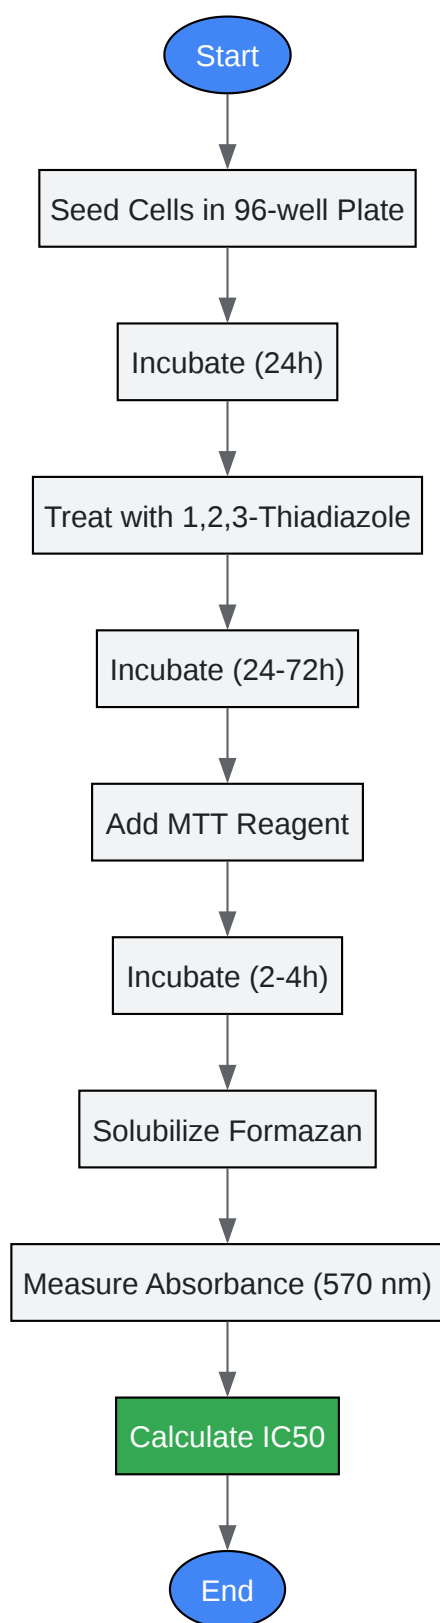 Start
Seed Cells in 96-well Plate
Incubate (24h)
Treat with 1,2,3-Thiadiazole
Incubate (24-72h)
Add MTT Reagent
Incubate (2-4h)
Solubilize Formazan
Measure Absorbance (570 nm)
Calculate IC50
End